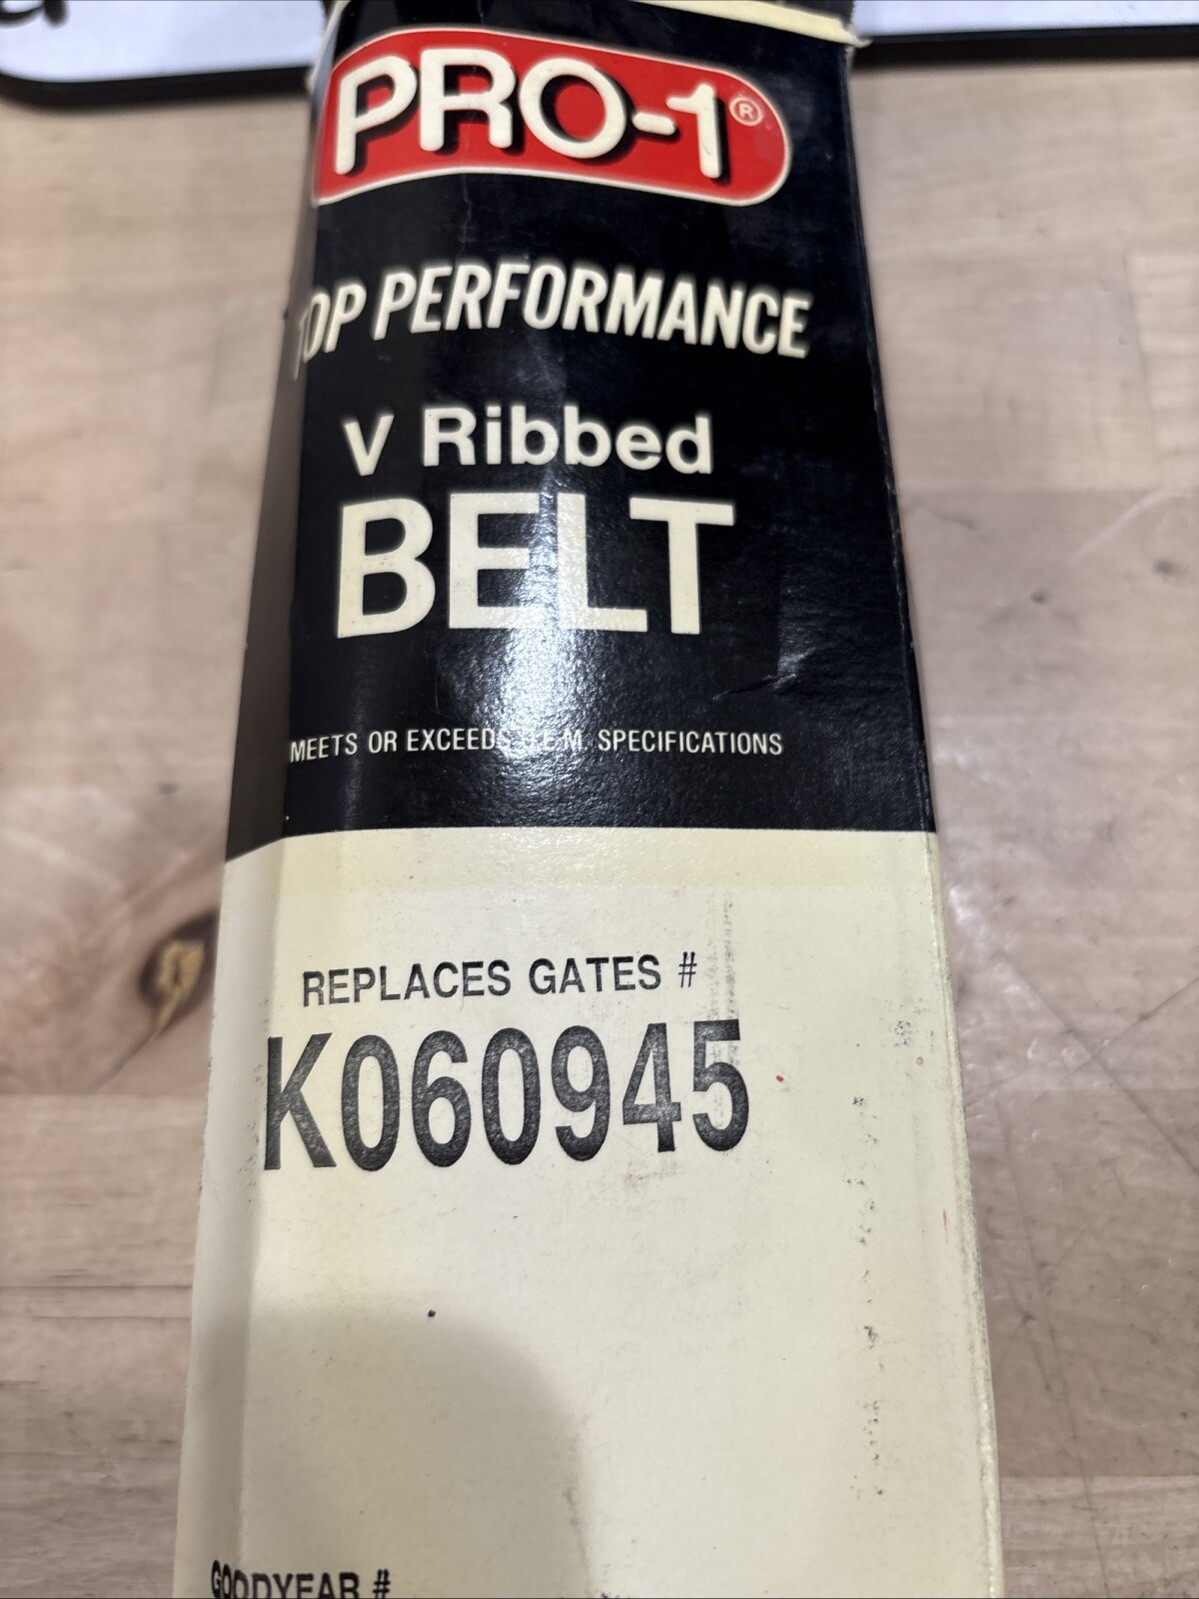 PRO-1®
TOP PERFORMANCE
V Ribbed
BELT
MEETS OR EXCEEDS O.E.M. SPECIFICATIONS
REPLACES GATES #
K060945
GOODYEAR #